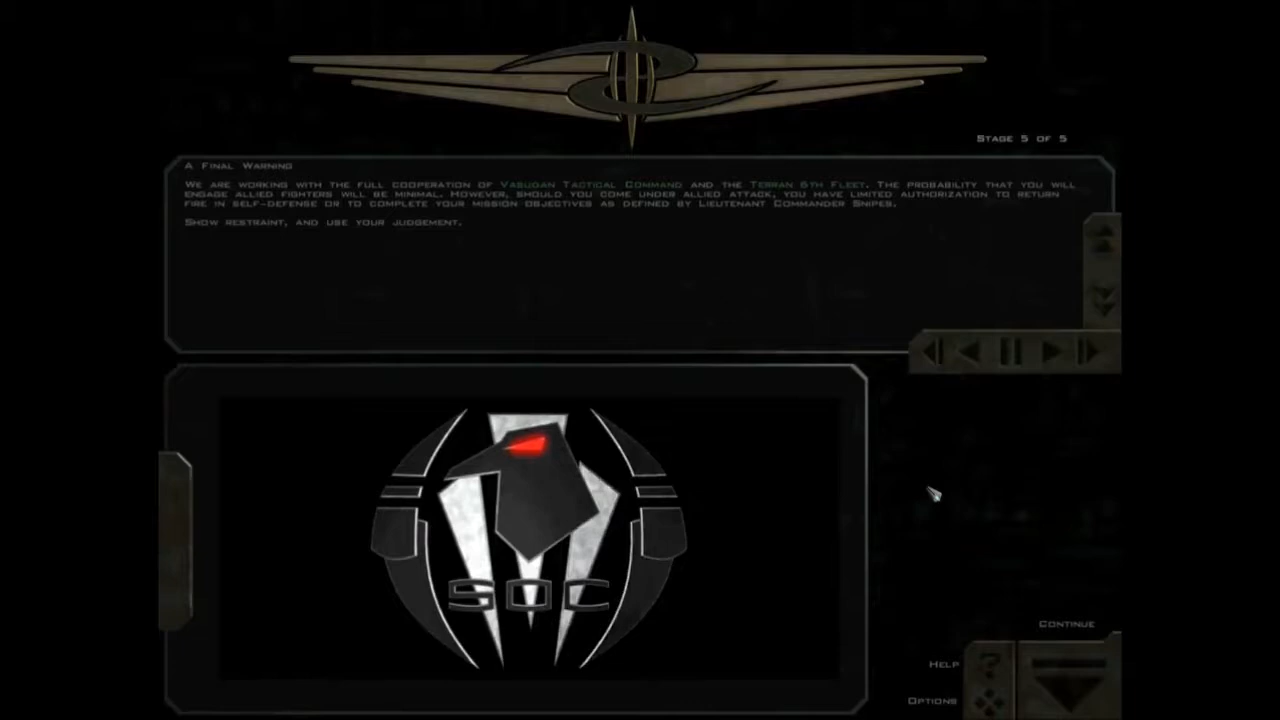 Stage 5 of 5
A Final Warning
We are working with the full cooperation of Vasudan Tactical Command and the Terran 6th Fleet. The probability that you will
engage allied fighters will be minimal. However, should you come under allied attack, you have limited authorization to return
fire in self-defense or to complete your mission objectives as defined by Lieutenant Commander Snipes.
Show restraint, and use your judgement.
SOC
Continue
Help
Options